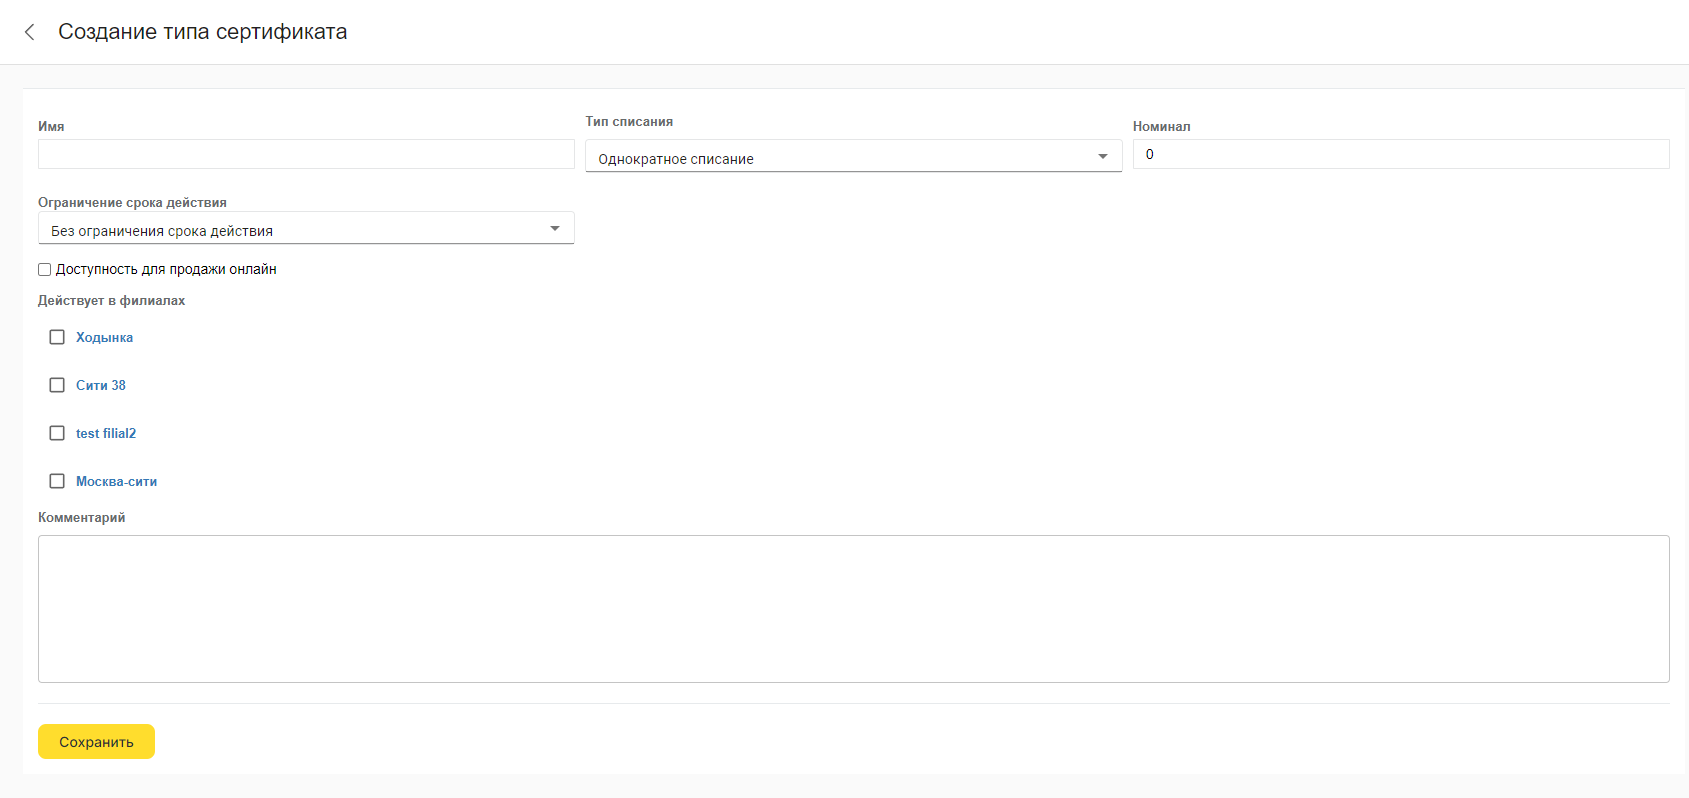 Создание типа сертификата
Имя
Тип списания
Номинал
Однократное списание
0
Ограничение срока действия
Без ограничения срока действия
Доступность для продажи онлайн
Действует в филиалах
Ходынка
Сити 38
test filial2
Москва-сити
Комментарий
Сохранить